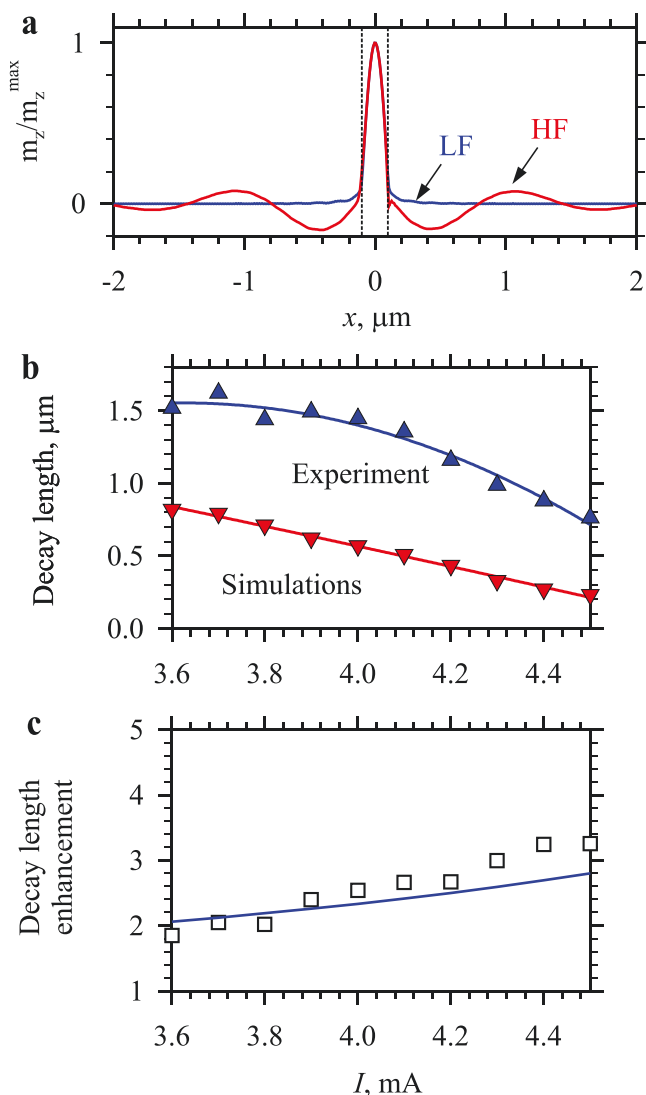 a
m_z/m_z^max
1
0
LF
HF
-2
-1
0
1
2
x, μm
b
Decay length, μm
1.5
1.0
0.5
0.0
Experiment
Simulations
3.6
3.8
4.0
4.2
4.4
c
Decay length
enhancement
5
4
3
2
1
3.6
3.8
4.0
4.2
4.4
I, mA